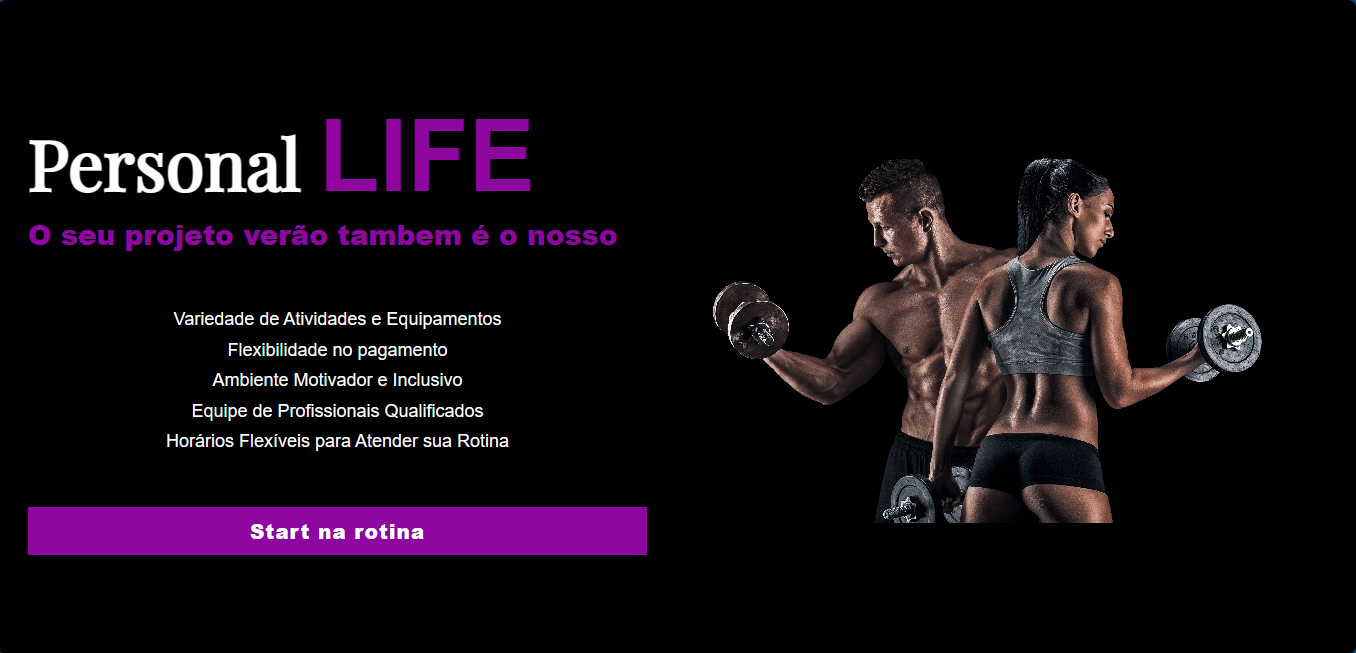 Personal LIFE
O seu projeto verão tambem é o nosso
Variedade de Atividades e Equipamentos
Flexibilidade no pagamento
Ambiente Motivador e Inclusivo
Equipe de Profissionais Qualificados
Horários Flexíveis para Atender sua Rotina
Start na rotina